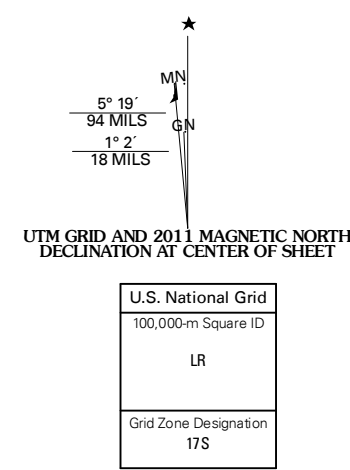 ★
MN
5° 19´
94 MILS
GN
1° 2´
18 MILS
UTM GRID AND 2011 MAGNETIC NORTH
DECLINATION AT CENTER OF SHEET
U.S. National Grid
100,000-m Square ID
LR
Grid Zone Designation
17S